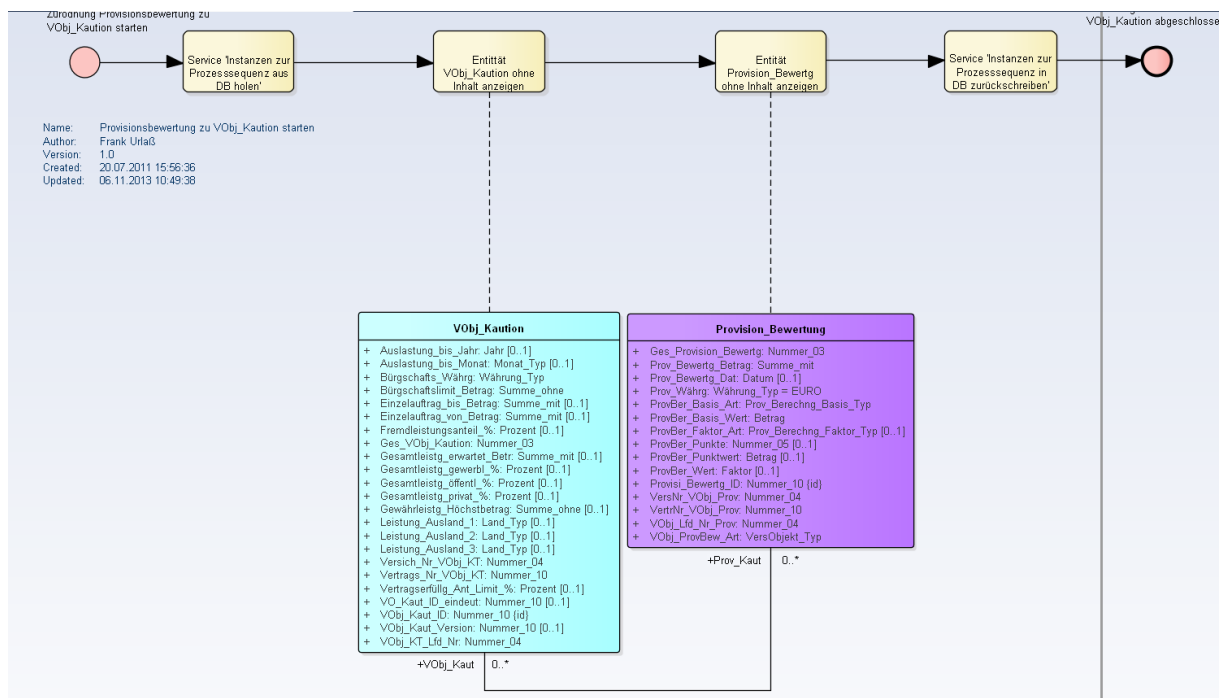 Zuordnung Provisionsbewertung zu
VObj_Kaution starten
VObj_Kaution abgeschlosse
Service 'Instanzen zur
Prozesssequenz aus
DB holen'
Entittät
VObj_Kaution ohne
Inhalt anzeigen
Entität
Provision_Bewertg
ohne Inhalt anzeigen
Service 'Instanzen zur
Prozesssequenz in
DB zurückschreiben'
Name: Provisionsbewertung zu VObj_Kaution starten
Author: Frank Urlaß
Version: 1.0
Created: 20.07.2011 15:56:36
Updated: 06.11.2013 10:49:38
VObj_Kaution
+ Auslastung_bis_Jahr: Jahr [0..1]
+ Auslastung_bis_Monat: Monat_Typ [0..1]
+ Bürgschafts_Währg: Währung_Typ
+ Bürgschaftslimit_Betrag: Summe_ohne
+ Einzelauftrag_bis_Betrag: Summe_mit [0..1]
+ Einzelauftrag_von_Betrag: Summe_mit [0..1]
+ Fremdleistungsanteil_%: Prozent [0..1]
+ Ges_VObj_Kaution: Nummer_03
+ Gesamtleistg_erwartet_Betr: Summe_mit [0..1]
+ Gesamtleistg_gewerbl_%: Prozent [0..1]
+ Gesamtleistg_öffentl_%: Prozent [0..1]
+ Gesamtleistg_privat_%: Prozent [0..1]
+ Gewährleistg_Höchstbetrag: Summe_ohne [0..1]
+ Leistung_Ausland_1: Land_Typ [0..1]
+ Leistung_Ausland_2: Land_Typ [0..1]
+ Leistung_Ausland_3: Land_Typ [0..1]
+ Versich_Nr_VObj_KT: Nummer_04
+ Vertrags_Nr_VObj_KT: Nummer_10
+ Vertragserfüllg_Ant_Limit_%: Prozent [0..1]
+ VO_Kaut_ID_eindeut: Nummer_10 [0..1]
+ VObj_Kaut_ID: Nummer_10 {id}
+ VObj_Kaut_Version: Nummer_10 [0..1]
+ VObj_KT_Lfd_Nr: Nummer_04
+VObj_Kaut 0..*
Provision_Bewertung
+ Ges_Provision_Bewertg: Nummer_03
+ Prov_Bewertg_Betrag: Summe_mit
+ Prov_Bewertg_Dat: Datum [0..1]
+ Prov_Währg: Währung_Typ = EURO
+ ProvBer_Basis_Art: Prov_Berechng_Basis_Typ
+ ProvBer_Basis_Wert: Betrag
+ ProvBer_Faktor_Art: Prov_Berechng_Faktor_Typ [0..1]
+ ProvBer_Punkte: Nummer_05 [0..1]
+ ProvBer_Punktwert: Betrag [0..1]
+ ProvBer_Wert: Faktor [0..1]
+ Provisi_Bewertg_ID: Nummer_10 {id}
+ VersNr_VObj_Prov: Nummer_04
+ VertrNr_VObj_Prov: Nummer_10
+ VObj_Lfd_Nr_Prov: Nummer_04
+ VObj_ProvBew_Art: VersObjekt_Typ
+Prov_Kaut 0..*